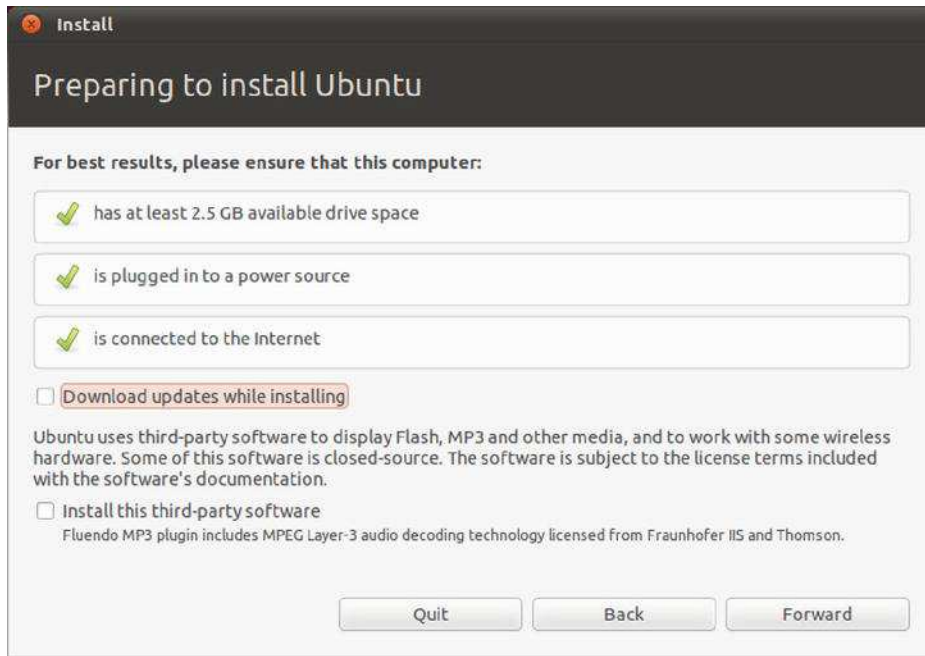 Install
Preparing to install Ubuntu
For best results, please ensure that this computer:
has at least 2.5 GB available drive space
is plugged in to a power source
is connected to the Internet
Download updates while installing
Ubuntu uses third-party software to display Flash, MP3 and other media, and to work with some wireless
hardware. Some of this software is closed-source. The software is subject to the license terms included
with the software's documentation.
Install this third-party software
Fluendo MP3 plugin includes MPEG Layer-3 audio decoding technology licensed from Fraunhofer IIS and Thomson.
Quit Back Forward